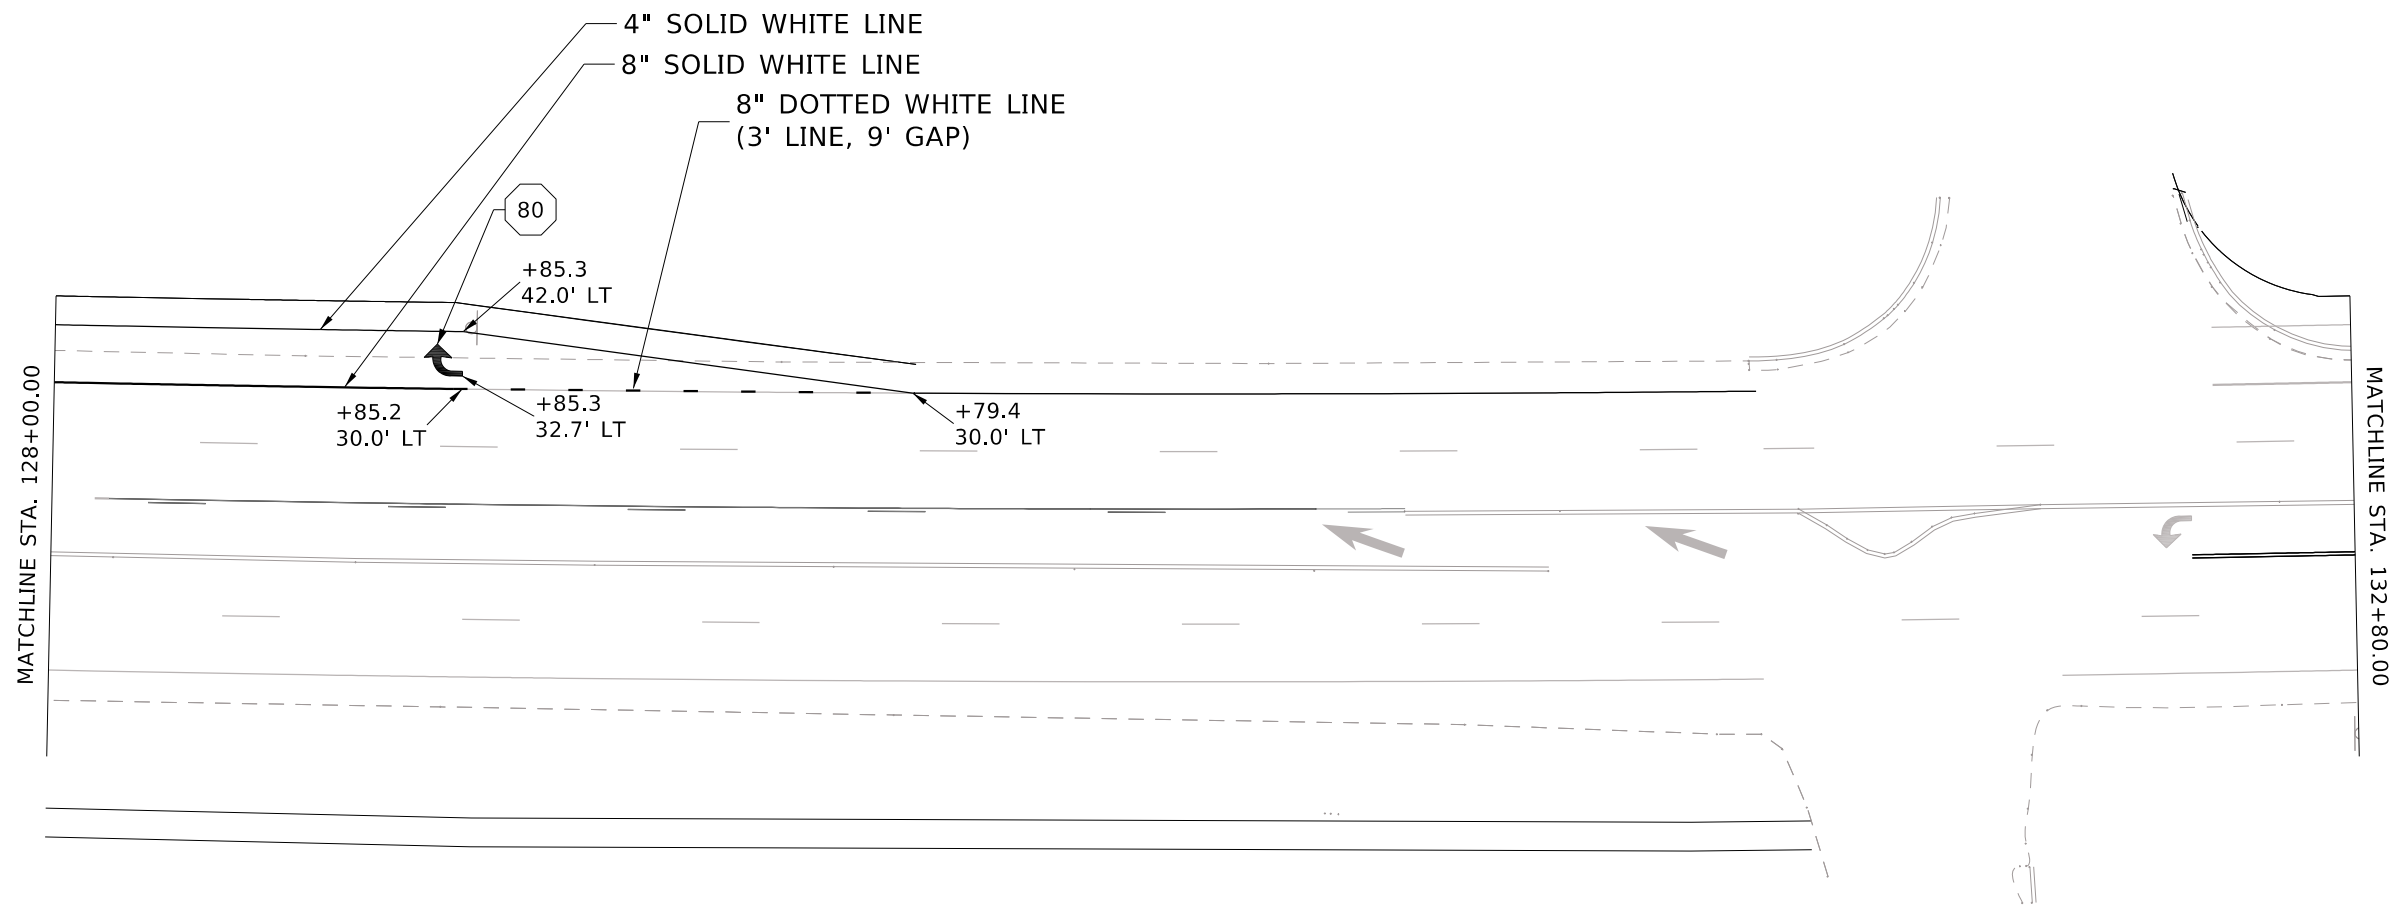 4" SOLID WHITE LINE
8" SOLID WHITE LINE
8" DOTTED WHITE LINE
(3' LINE, 9' GAP)
80
+85.3
42.0' LT
+85.2
30.0' LT
+85.3
32.7' LT
+79.4
30.0' LT
MATCHLINE STA. 128+00.00
MATCHLINE STA. 132+80.00